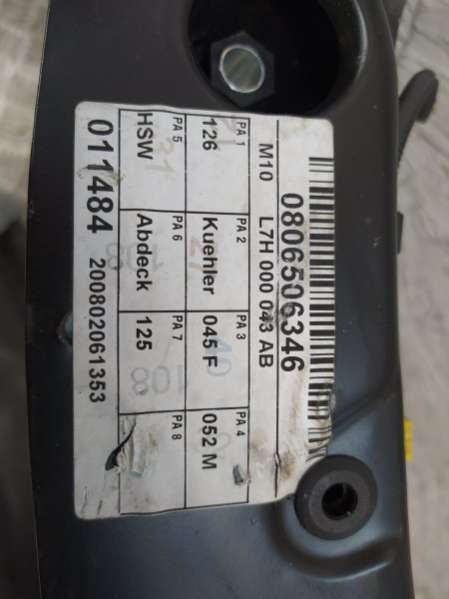 0806506346
M10 L7H 000 043 AB
PA 1 PA 2 PA 3 PA 4
126 Kuehler 045 F 052 M
PA 5 PA 6 PA 7 PA 8
HSW Abdeck 125
011484 200802061353